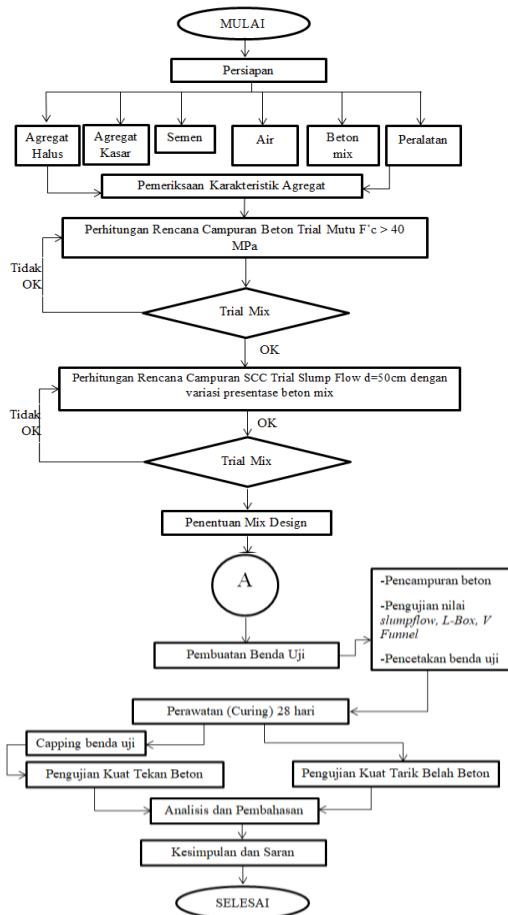 MULAI
Persiapan
Agregat
Halus
Agregat
Kasar
Semen
Air
Beton
mix
Peralatan
Pemeriksaan Karakteristik Agregat
Perhitungan Rencana Campuran Beton Trial Mutu F'c > 40
MPa
Tidak
OK
Trial Mix
OK
Perhitungan Rencana Campuran SCC Trial Slump Flow d=50cm dengan
variasi presentase beton mix
Tidak
OK
OK
Trial Mix
Penentuan Mix Design
A
Pembuatan Benda Uji
-Pencampuran beton
-Pengujian nilai
slumpflow, L-Box, V
Funnel
-Pencetakan benda uji
Perawatan (Curing) 28 hari
Capping benda uji
Pengujian Kuat Tekan Beton
Pengujian Kuat Tarik Belah Beton
Analisis dan Pembahasan
Kesimpulan dan Saran
SELESAI